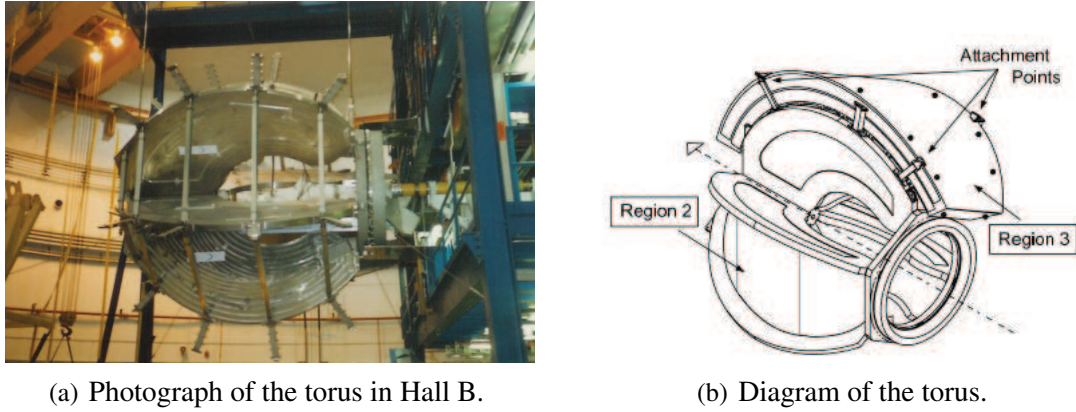 Attachment
Points
Region 2
Region 3
(a) Photograph of the torus in Hall B.
(b) Diagram of the torus.